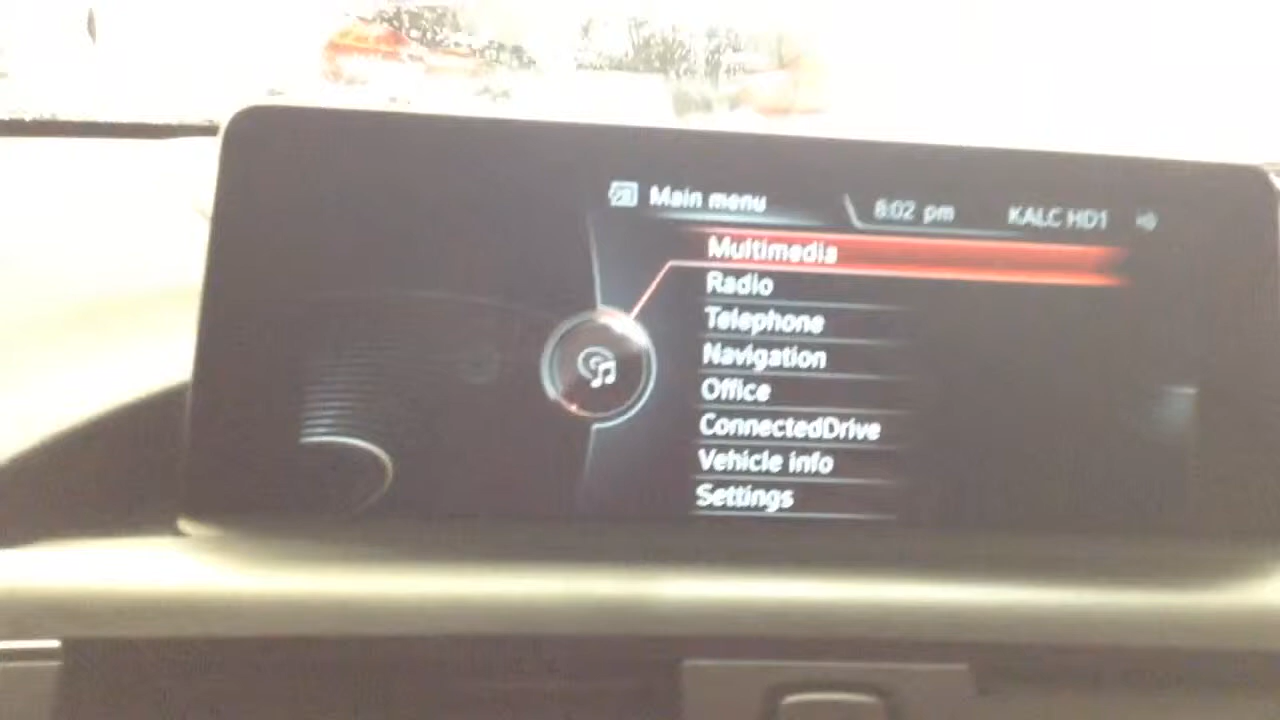 Main menu 8:02 pm KALC HD1
Multimedia
Radio
Telephone
Navigation
Office
ConnectedDrive
Vehicle info
Settings